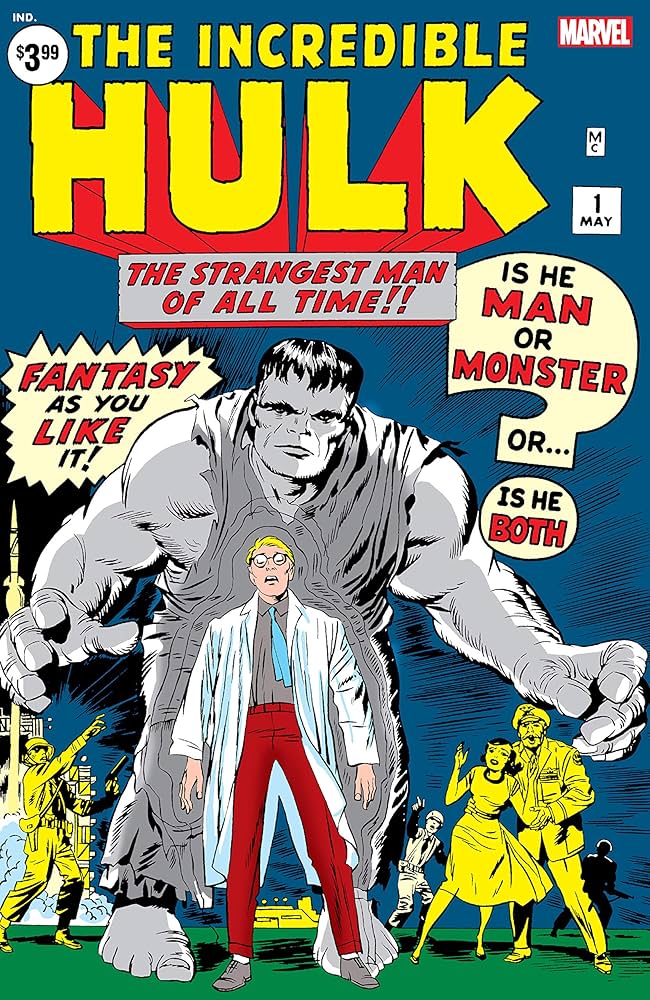 IND.
$3.99
THE INCREDIBLE
HULK
MARVEL
M
C
1
MAY
THE STRANGEST MAN
OF ALL TIME!!
IS HE
MAN
OR
MONSTER
OR...
IS HE
BOTH
FANTASY
AS YOU
LIKE
IT!